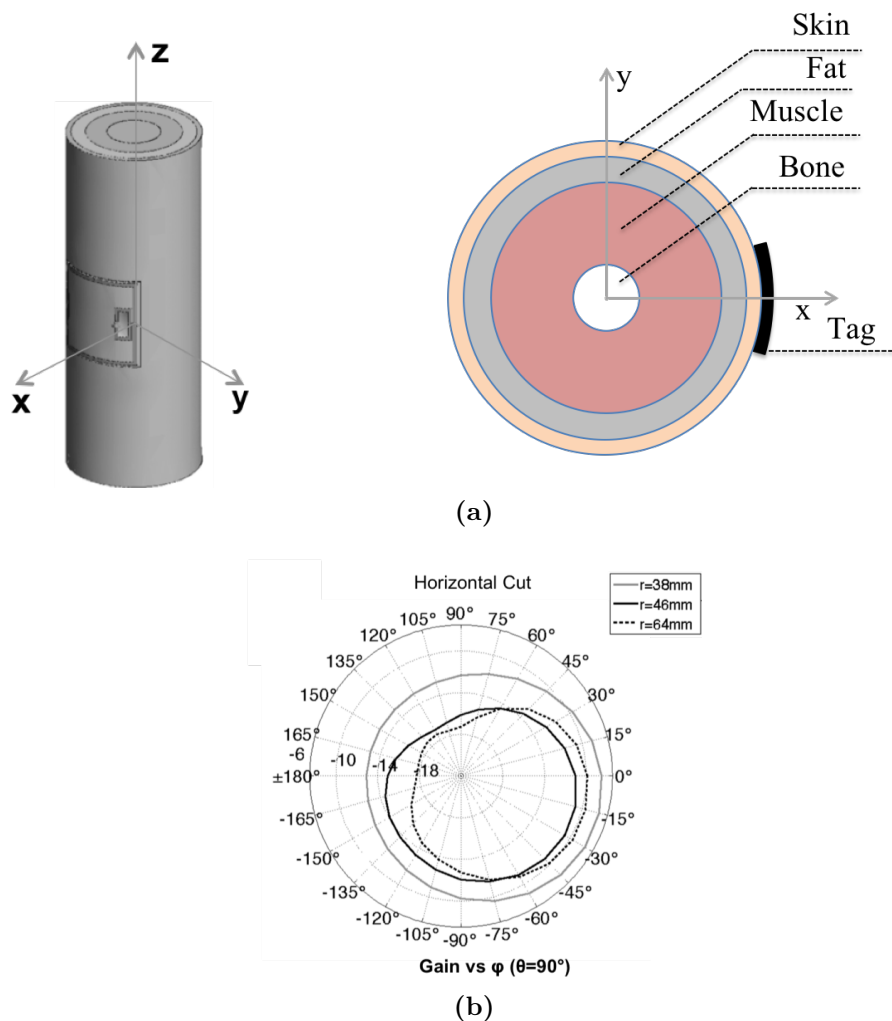 z
x
y
y
x
Skin
Fat
Muscle
Bone
Tag
(a)
Horizontal Cut
r=38mm
r=46mm
r=64mm
90°
105°
75°
120°
60°
135°
45°
150°
30°
165°
15°
-6
-10
-14
-18
±180°
0°
-165°
-15°
-150°
-30°
-135°
-45°
-120°
-60°
-105°
-75°
-90°
Gain vs φ (θ=90°)
(b)